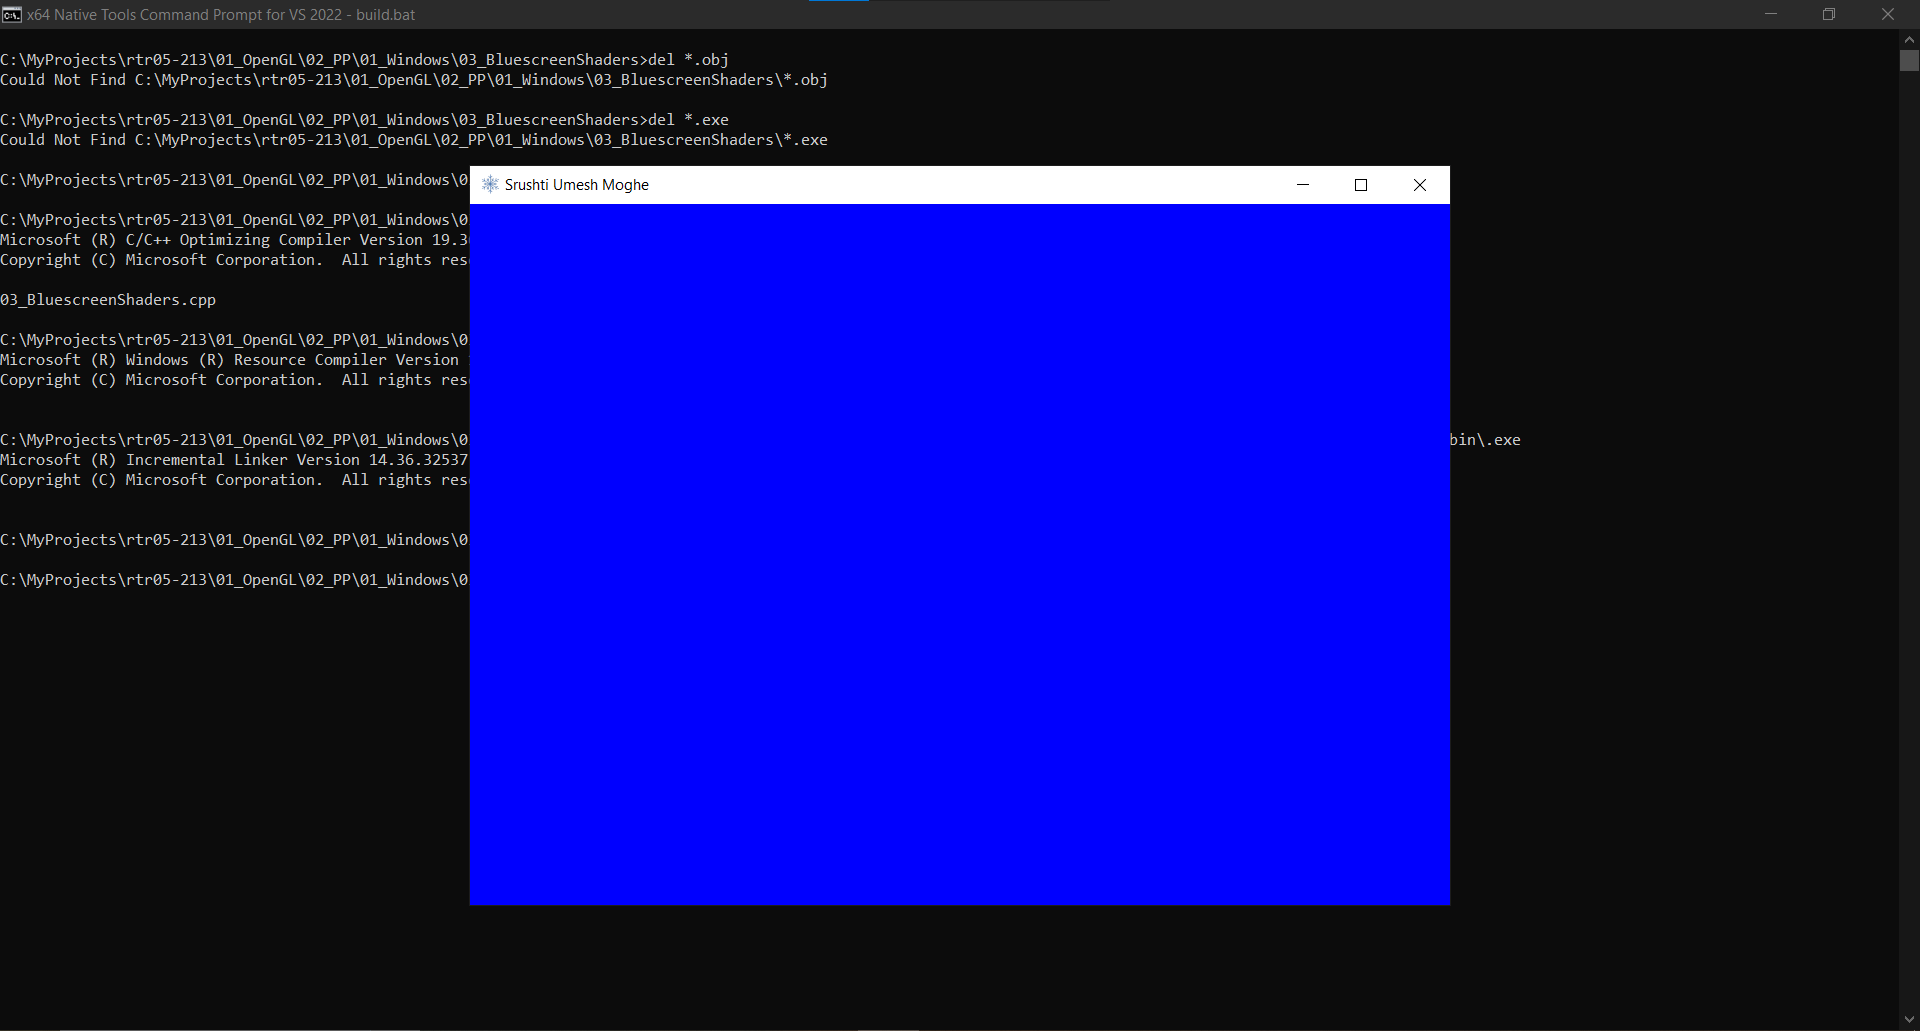 x64 Native Tools Command Prompt for VS 2022 - build.bat
C:\MyProjects\rtr05-213\01_OpenGL\02_PP\01_Windows\03_BluescreenShaders>del *.obj
Could Not Find C:\MyProjects\rtr05-213\01_OpenGL\02_PP\01_Windows\03_BluescreenShaders\*.obj
C:\MyProjects\rtr05-213\01_OpenGL\02_PP\01_Windows\03_BluescreenShaders>del *.exe
Could Not Find C:\MyProjects\rtr05-213\01_OpenGL\02_PP\01_Windows\03_BluescreenShaders\*.exe
C:\MyProjects\rtr05-213\01_OpenGL\02_PP\01_Windows\0
Srushti Umesh Moghe
C:\MyProjects\rtr05-213\01_OpenGL\02_PP\01_Windows\0
Microsoft (R) C/C++ Optimizing Compiler Version 19.3
Copyright (C) Microsoft Corporation.  All rights res
03_BluescreenShaders.cpp
C:\MyProjects\rtr05-213\01_OpenGL\02_PP\01_Windows\0
Microsoft (R) Windows (R) Resource Compiler Version
Copyright (C) Microsoft Corporation.  All rights res
C:\MyProjects\rtr05-213\01_OpenGL\02_PP\01_Windows\0 bin\.exe
Microsoft (R) Incremental Linker Version 14.36.32537
Copyright (C) Microsoft Corporation.  All rights res
C:\MyProjects\rtr05-213\01_OpenGL\02_PP\01_Windows\0
C:\MyProjects\rtr05-213\01_OpenGL\02_PP\01_Windows\0